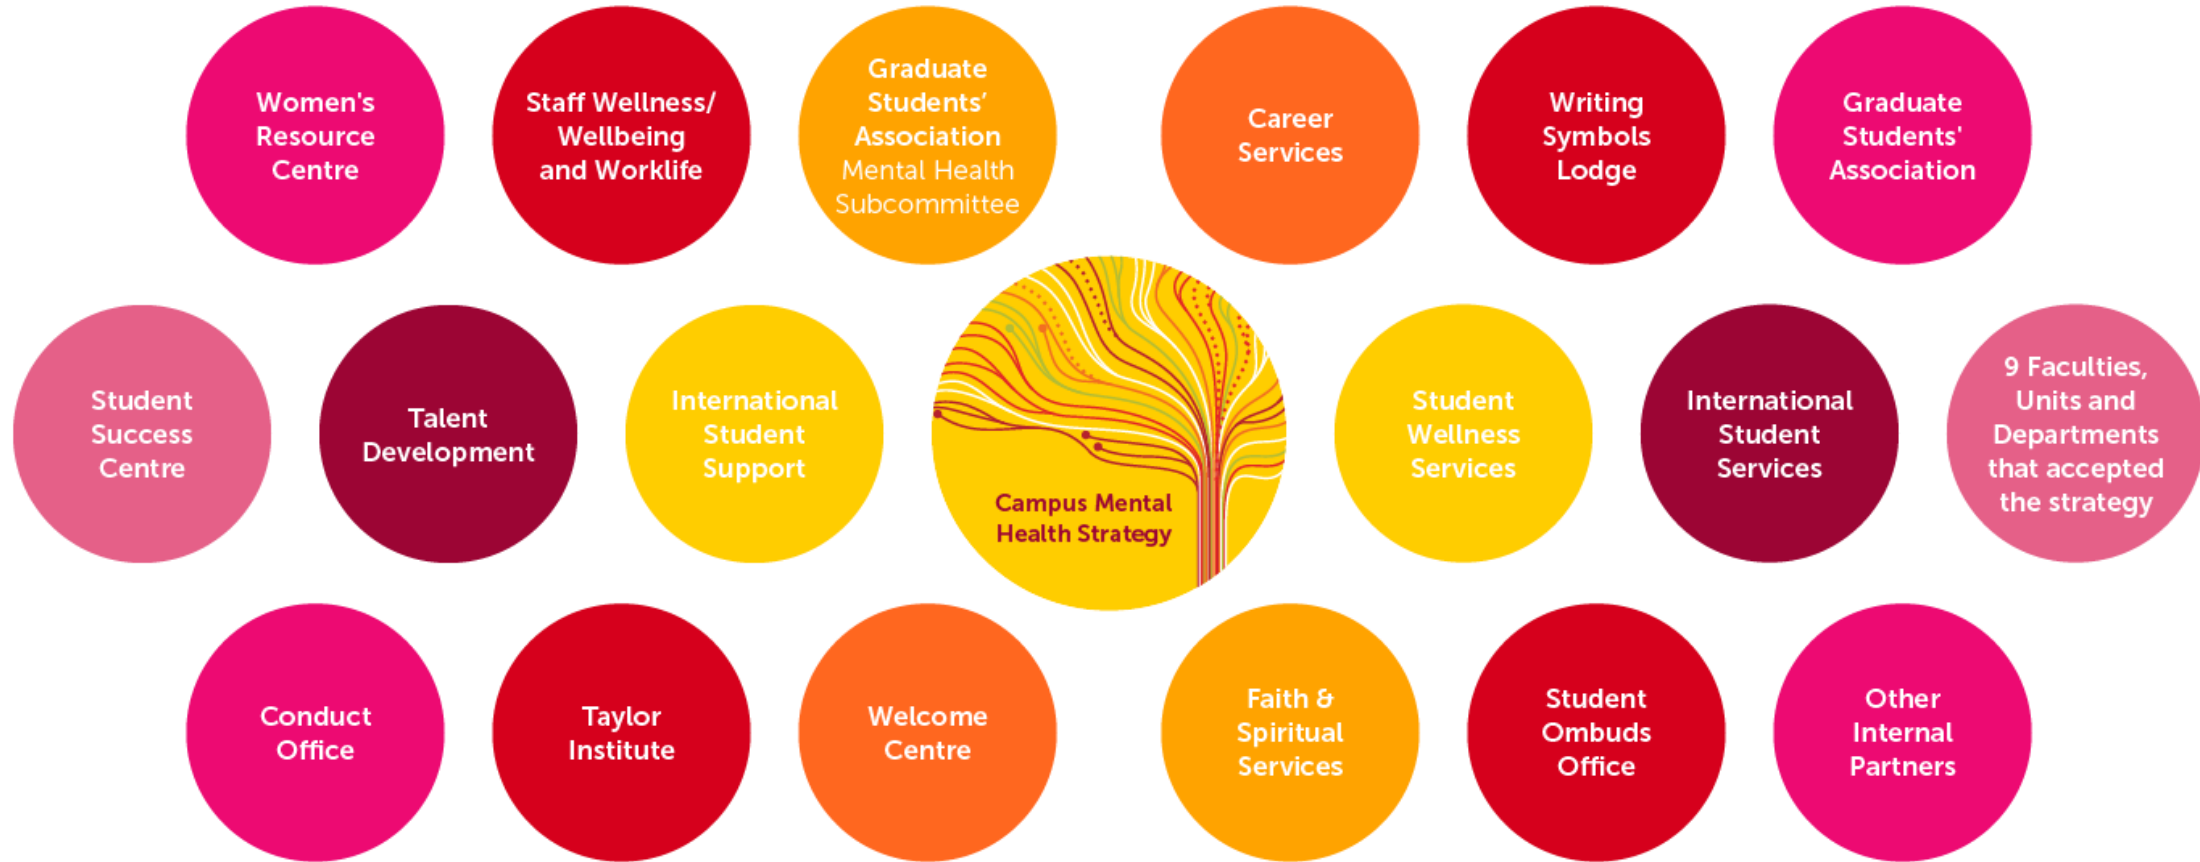 Women's
Resource
Centre
Staff Wellness/
Wellbeing
and Worklife
Graduate
Students’
Association
Mental Health
Subcommittee
Career
Services
Writing
Symbols
Lodge
Graduate
Students'
Association
Student
Success
Centre
Talent
Development
International
Student
Support
Campus Mental
Health Strategy
Student
Wellness
Services
International
Student
Services
9 Faculties,
Units and
Departments
that accepted
the strategy
Conduct
Office
Taylor
Institute
Welcome
Centre
Faith &
Spiritual
Services
Student
Ombuds
Office
Other
Internal
Partners